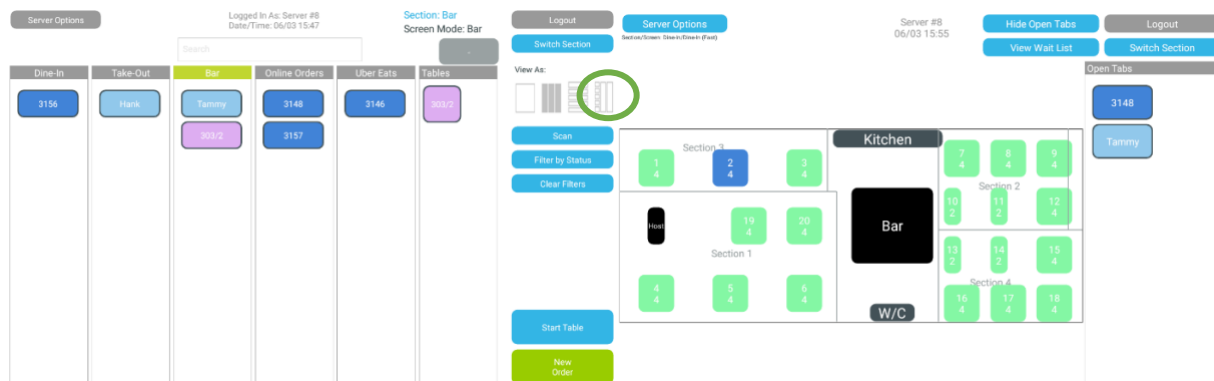 Server Options
Logged In As: Server #8
Date/Time: 06/03 15:47
Section: Bar
Screen Mode: Bar
Search
Dine-In
Take-Out
Bar
Online Orders
Uber Eats
Tables
3156
Hank
Tammy
3148
3146
303/2
303/2
3157
Logout
Switch Section
View As:
Scan
Filter by Status
Clear Filters
Start Table
New
Order
Server Options
Section/Screen: Dine-In/Dine-In (Fast)
Server #8
06/03 15:55
Hide Open Tabs
Logout
View Wait List
Switch Section
Open Tabs
3148
Tammy
Section 3
1
4
2
4
3
4
Kitchen
7
4
8
4
9
4
Section 2
10
2
11
2
12
4
Host
19
4
20
4
Bar
Section 1
13
2
14
2
15
4
Section 4
4
4
5
4
6
4
W/C
16
4
17
4
18
4